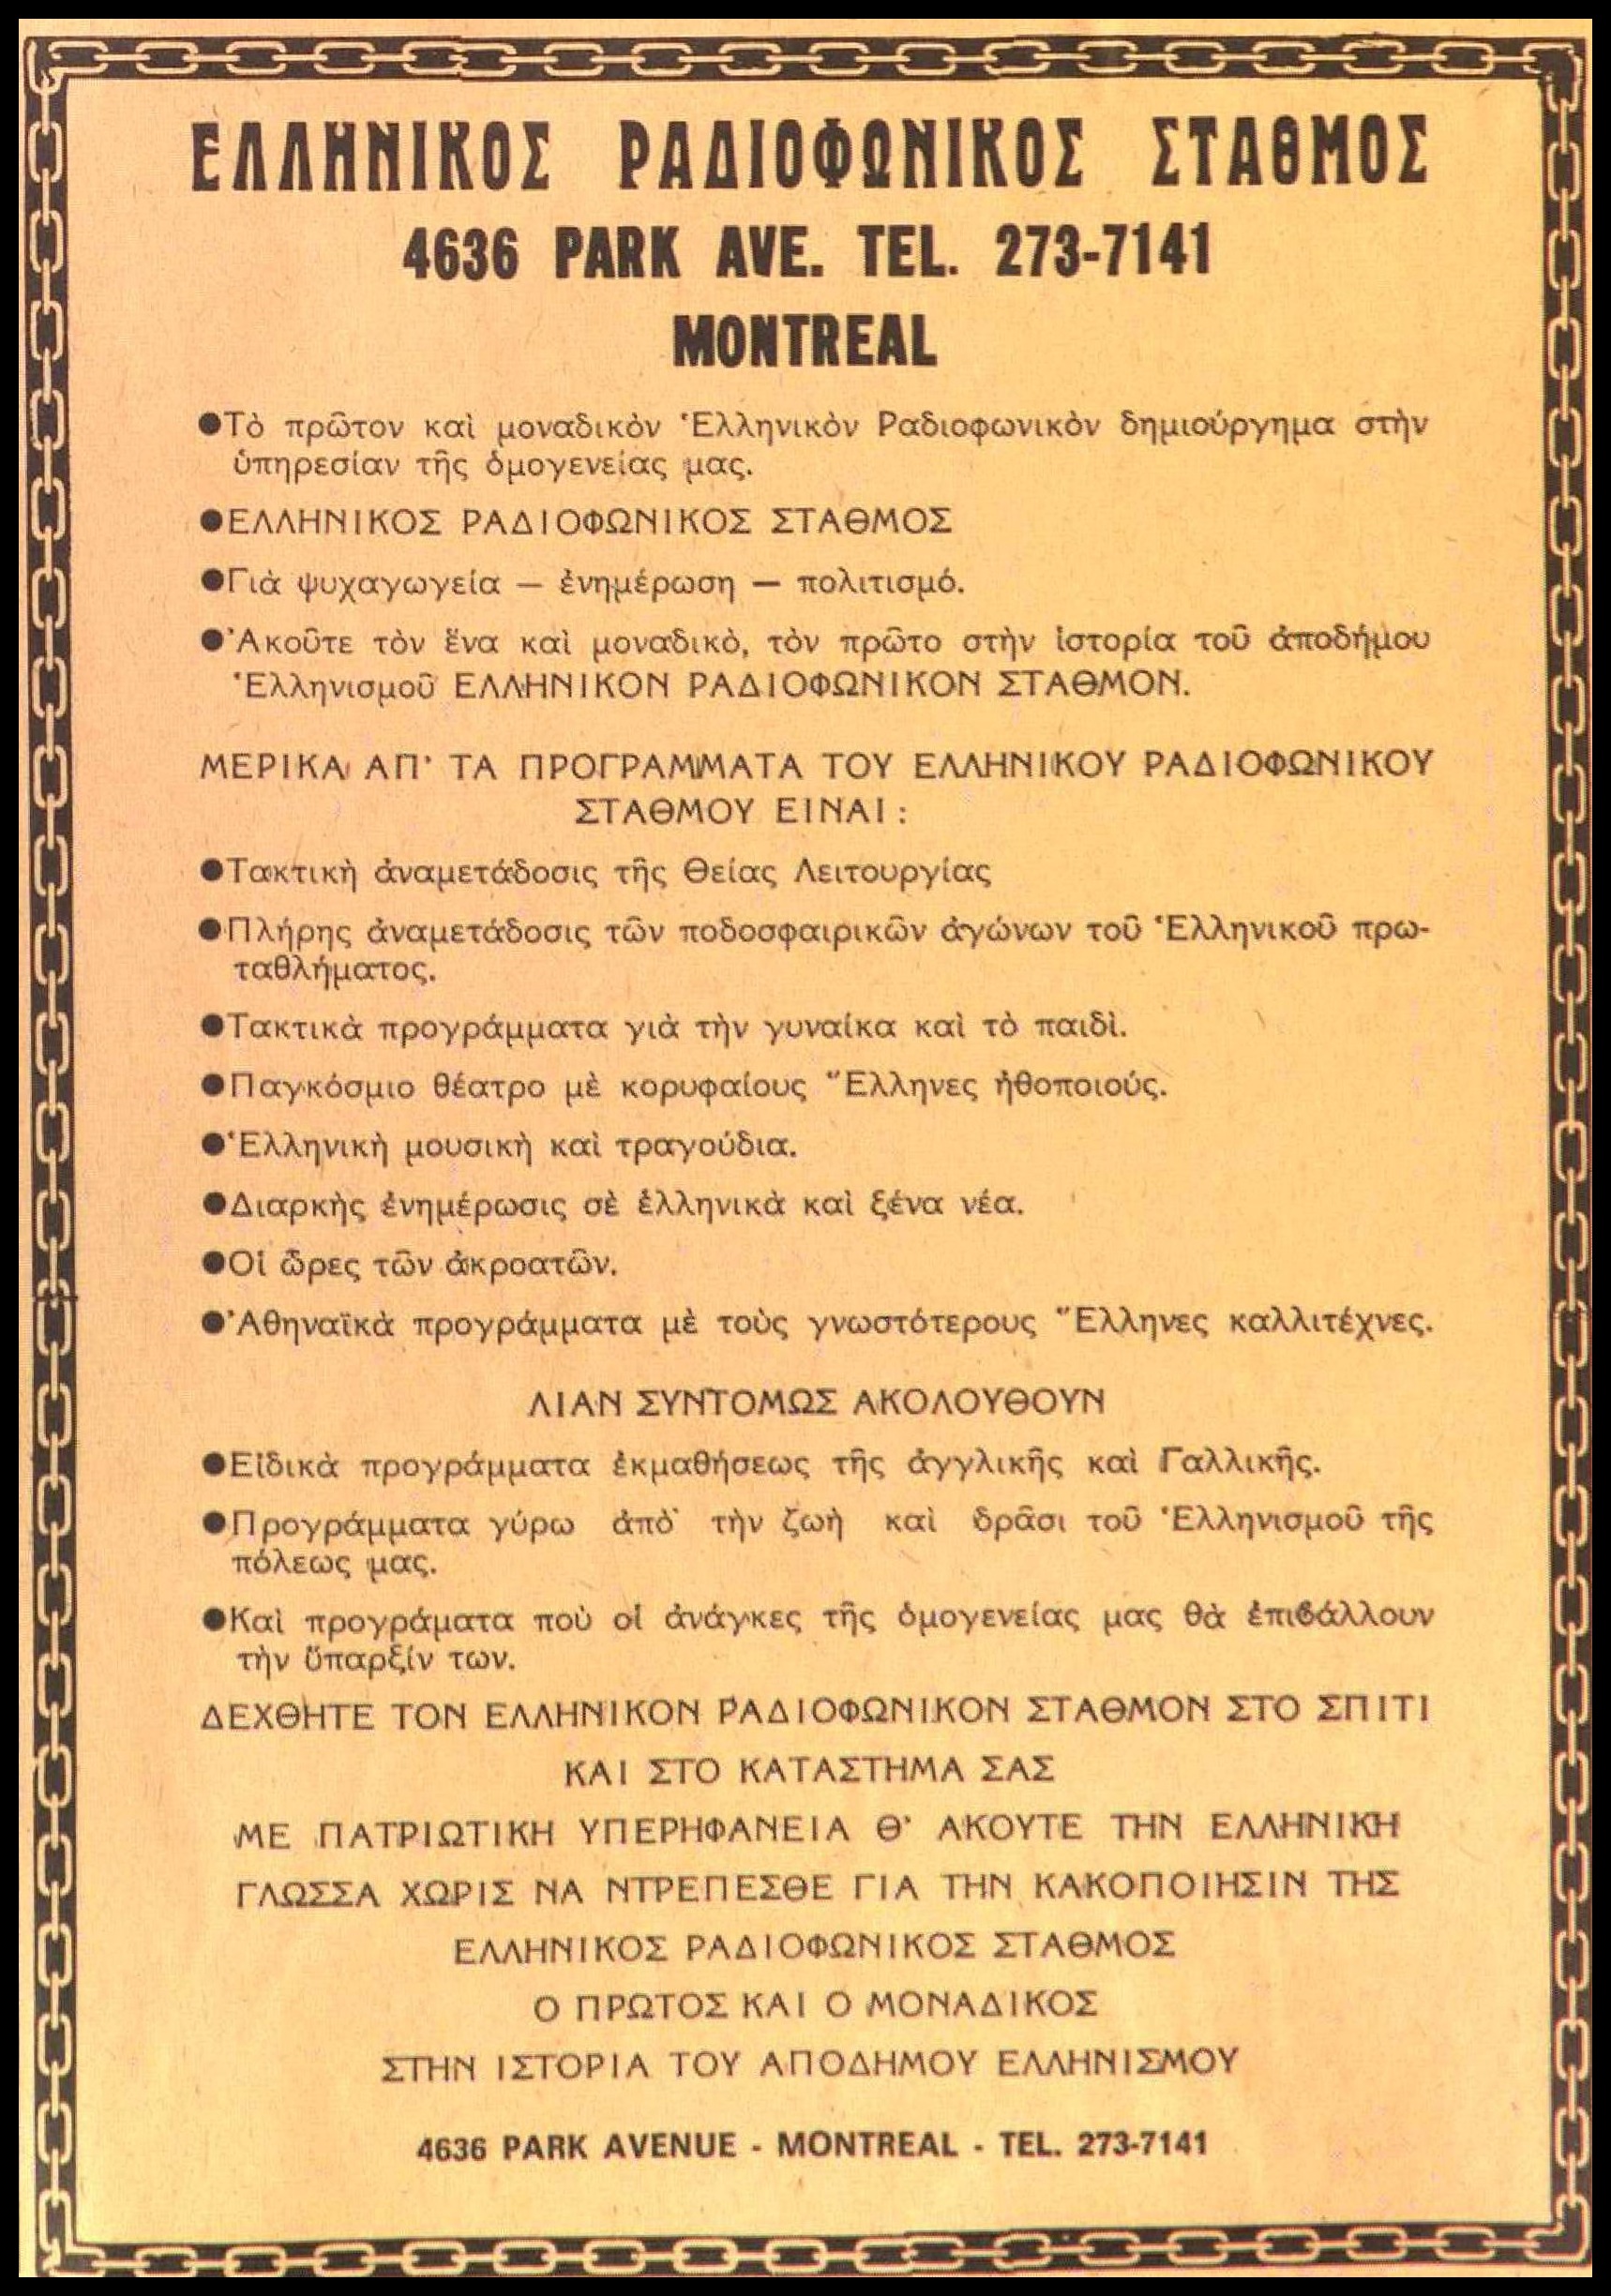 ΕΛΛΗΝΙΚΟΣ ΡΑΔΙΟΦΩΝΙΚΟΣ ΣΤΑΘΜΟΣ
4636 PARK AVE. TEL. 273-7141
MONTREAL
●Τὸ πρῶτον καὶ μοναδικὸν Ἑλληνικὸν Ραδιοφωνικὸν δημιούργημα στὴν
ὑπηρεσίαν τῆς ὁμογενείας μας.
●ΕΛΛΗΝΙΚΟΣ ΡΑΔΙΟΦΩΝΙΚΟΣ ΣΤΑΘΜΟΣ
●Γιὰ ψυχαγωγεία — ἐνημέρωση — πολιτισμό.
●Ἀκοῦτε τὸν ἕνα καὶ μοναδικὸ, τὸν πρῶτο στὴν ἱστορία τοῦ ἀποδήμου
Ἑλληνισμοῦ ΕΛΛΗΝΙΚΟΝ ΡΑΔΙΟΦΩΝΙΚΟΝ ΣΤΑΘΜΟΝ.
ΜΕΡΙΚΑ ΑΠ' ΤΑ ΠΡΟΓΡΑΜΜΑΤΑ ΤΟΥ ΕΛΛΗΝΙΚΟΥ ΡΑΔΙΟΦΩΝΙΚΟΥ
ΣΤΑΘΜΟΥ ΕΙΝΑΙ :
●Τακτικὴ ἀναμετάδοσις τῆς Θείας Λειτουργίας
●Πλήρης ἀναμετάδοσις τῶν ποδοσφαιρικῶν ἀγώνων τοῦ Ἑλληνικοῦ πρω-
ταθλήματος.
●Τακτικὰ προγράμματα γιὰ τὴν γυναίκα καὶ τὸ παιδὶ.
●Παγκόσμιο θέατρο μὲ κορυφαίους Ἕλληνες ἠθοποιούς.
●Ἑλληνικὴ μουσικὴ καὶ τραγούδια.
●Διαρκὴς ἐνημέρωσις σὲ ἑλληνικὰ καὶ ξένα νέα.
●Οἱ ὧρες τῶν ἀκροατῶν.
●Ἀθηναϊκὰ προγράμματα μὲ τοὺς γνωστότερους Ἕλληνες καλλιτέχνες.
ΛΙΑΝ ΣΥΝΤΟΜΩΣ ΑΚΟΛΟΥΘΟΥΝ
●Εἰδικὰ προγράμματα ἐκμαθήσεως τῆς ἀγγλικῆς καὶ Γαλλικῆς.
●Προγράμματα γύρω ἀπὸ τὴν ζωὴ καὶ δρᾶσι τοῦ Ἑλληνισμοῦ τῆς
πόλεως μας.
●Καὶ προγράματα ποὺ οἱ ἀνάγκες τῆς ὁμογενείας μας θὰ ἐπιβάλλουν
τὴν ὕπαρξίν των.
ΔΕΧΘΗΤΕ ΤΟΝ ΕΛΛΗΝΙΚΟΝ ΡΑΔΙΟΦΩΝΙΚΟΝ ΣΤΑΘΜΟΝ ΣΤΟ ΣΠΙΤΙ
ΚΑΙ ΣΤΟ ΚΑΤΑΣΤΗΜΑ ΣΑΣ
ΜΕ ΠΑΤΡΙΩΤΙΚΗ ΥΠΕΡΗΦΑΝΕΙΑ Θ' ΑΚΟΥΤΕ ΤΗΝ ΕΛΛΗΝΙΚΗ
ΓΛΩΣΣΑ ΧΩΡΙΣ ΝΑ ΝΤΡΕΠΕΣΘΕ ΓΙΑ ΤΗΝ ΚΑΚΟΠΟΙΗΣΙΝ ΤΗΣ
ΕΛΛΗΝΙΚΟΣ ΡΑΔΙΟΦΩΝΙΚΟΣ ΣΤΑΘΜΟΣ
Ο ΠΡΩΤΟΣ ΚΑΙ Ο ΜΟΝΑΔΙΚΟΣ
ΣΤΗΝ ΙΣΤΟΡΙΑ ΤΟΥ ΑΠΟΔΗΜΟΥ ΕΛΛΗΝΙΣΜΟΥ
4636 PARK AVENUE - MONTREAL - TEL. 273-7141